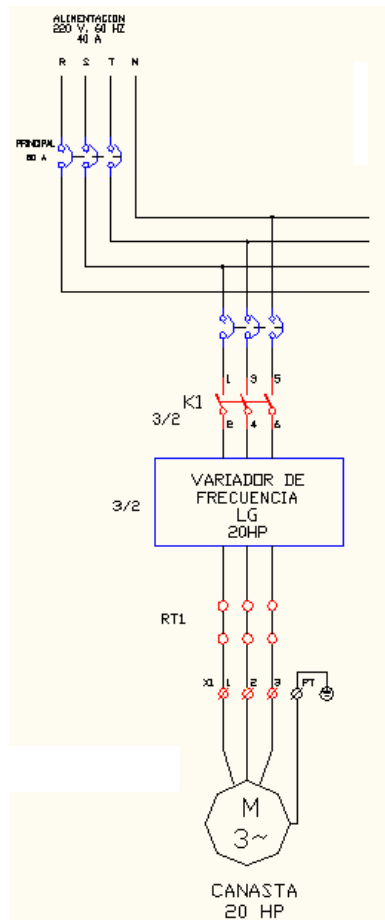 ALIMENTACION
220 V, 60 HZ
40 A
R S T N
PRINCIPAL
80 A
1 3 5
K1
3/2
2 4 6
VARIADOR DE
FRECUENCIA
LG
20HP
3/2
RT1
X1 1 2 3 PT
M
3~
CANASTA
20 HP